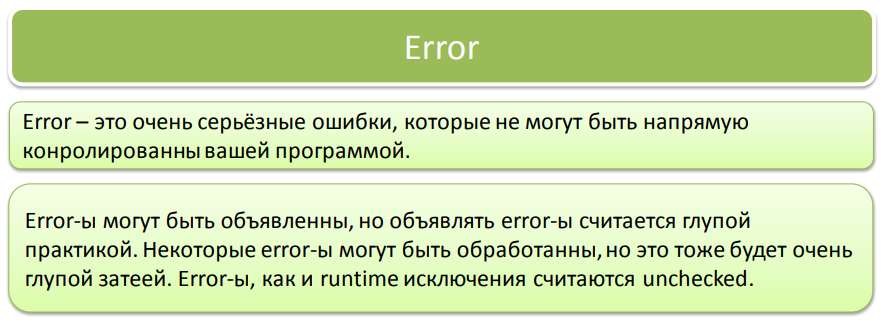 Error
Error – это очень серьёзные ошибки, которые не могут быть напрямую
конролированны вашей программой.
Error-ы могут быть объявленны, но объявлять error-ы считается глупой
практикой. Некоторые error-ы могут быть обработанны, но это тоже будет очень
глупой затеей. Error-ы, как и runtime исключения считаются unchecked.